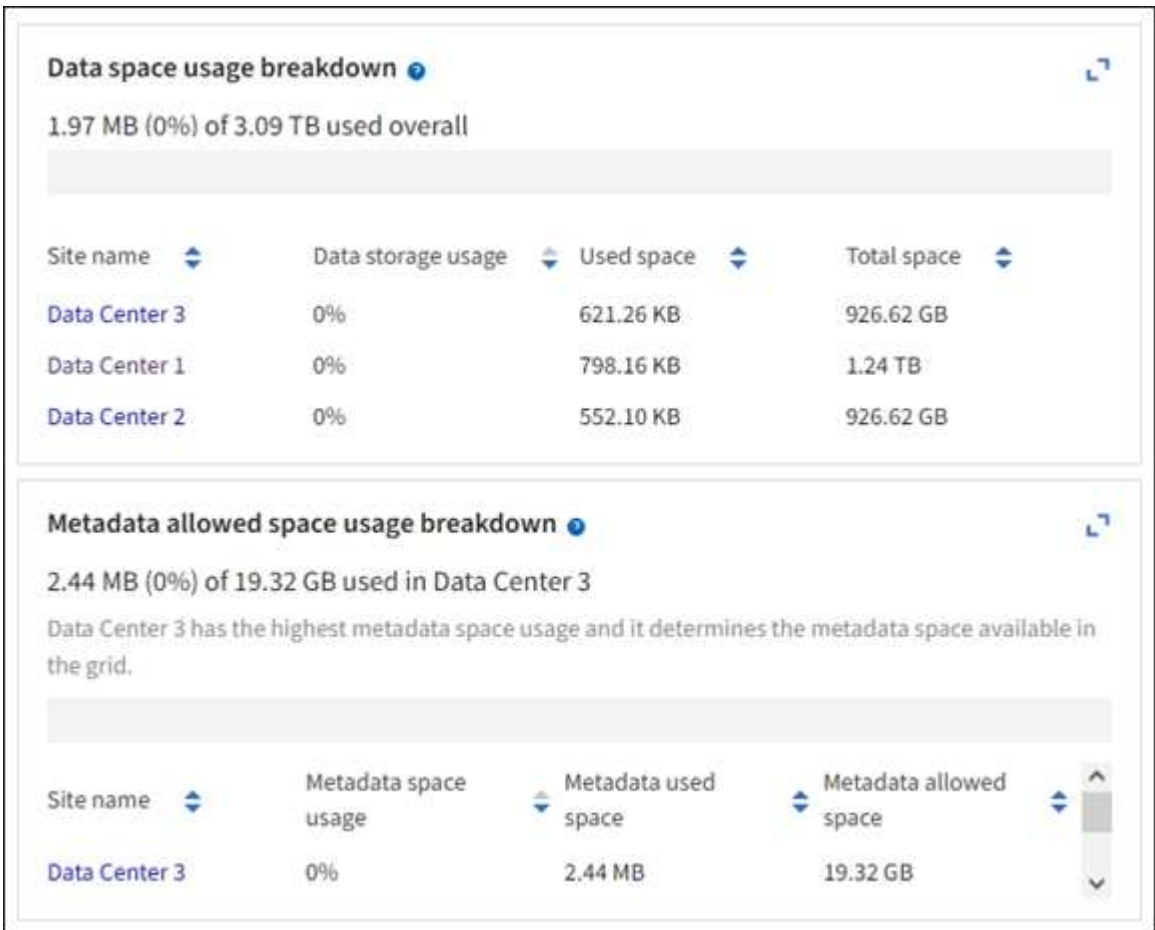 Data space usage breakdown
1.97 MB (0%) of 3.09 TB used overall
Site name Data storage usage Used space Total space
Data Center 3 0% 621.26 KB 926.62 GB
Data Center 1 0% 798.16 KB 1.24 TB
Data Center 2 0% 552.10 KB 926.62 GB
Metadata allowed space usage breakdown
2.44 MB (0%) of 19.32 GB used in Data Center 3
Data Center 3 has the highest metadata space usage and it determines the metadata space available in
the grid.
Site name Metadata space usage Metadata used space Metadata allowed space
Data Center 3 0% 2.44 MB 19.32 GB